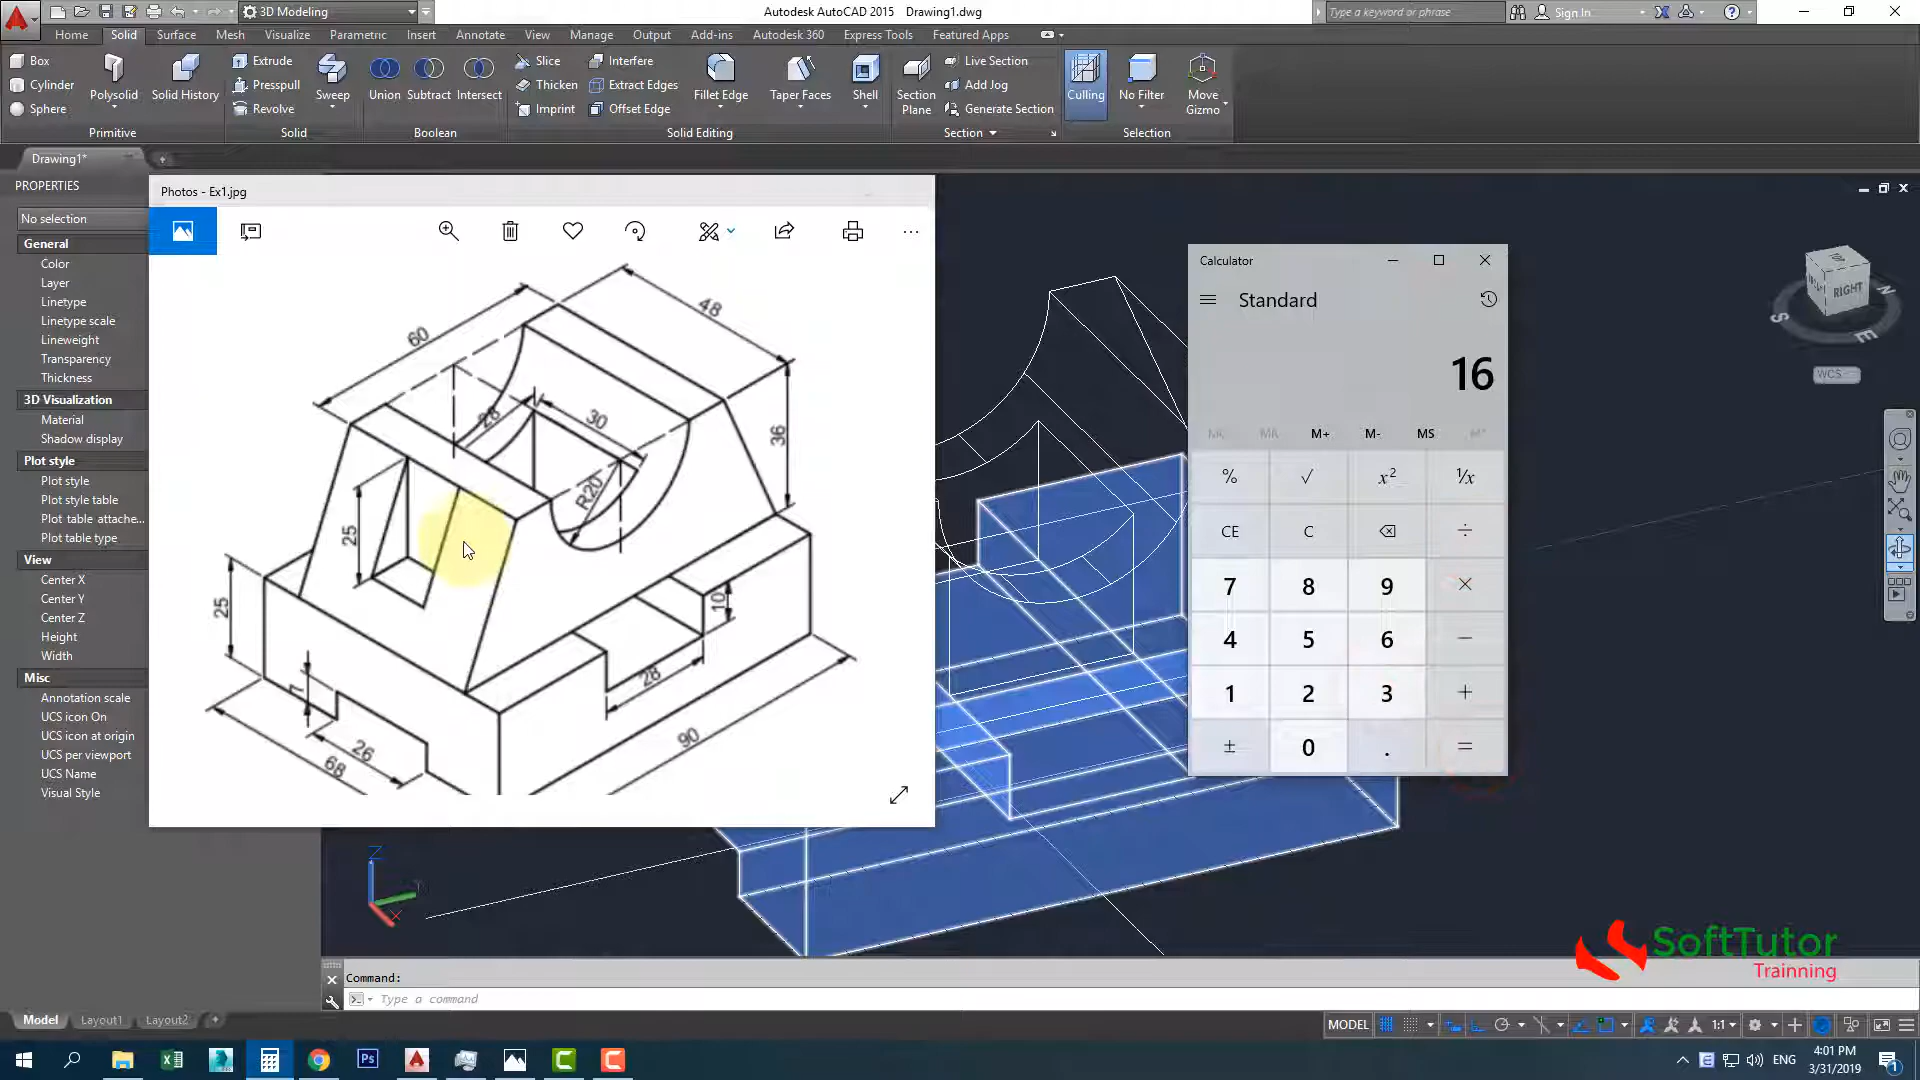 3D Modeling
Autodesk AutoCAD 2015 Drawing1.dwg
Type a keyword or phrase
Sign In
Home Solid Surface Mesh Visualize Parametric Insert Annotate View Manage Output Add-ins Autodesk 360 Express Tools Featured Apps
Box
Cylinder
Sphere
Polysolid
Solid History
Extrude
Presspull
Revolve
Sweep
Union
Subtract
Intersect
Slice
Thicken
Imprint
Interfere
Extract Edges
Offset Edge
Fillet Edge
Taper Faces
Shell
Section
Plane
Live Section
Add Jog
Generate Section
Culling
No Filter
Move
Gizmo
Primitive
Solid
Boolean
Solid Editing
Section
Selection
Drawing1*
PROPERTIES
No selection
General
Color
Layer
Linetype
Linetype scale
Lineweight
Transparency
Thickness
3D Visualization
Material
Shadow display
Plot style
Plot style
Plot style table
Plot table attache...
Plot table type
View
Center X
Center Y
Center Z
Height
Width
Misc
Annotation scale
UCS icon On
UCS icon at origin
UCS per viewport
UCS Name
Visual Style
Photos - Ex1.jpg
48
60
28
30
36
R20
25
25
10
28
7
26
68
90
Calculator
Standard
16
M+ M- MS
% √ x² ¹/x
CE C ÷
7 8 9 ×
4 5 6 −
1 2 3 +
± 0 . =
RIGHT
S
E
N
WCS
Z
X
SoftTutor
Trainning
Command:
Type a command
Model Layout1 Layout2 +
MODEL
1:1
ENG
4:01 PM
3/31/2019
1